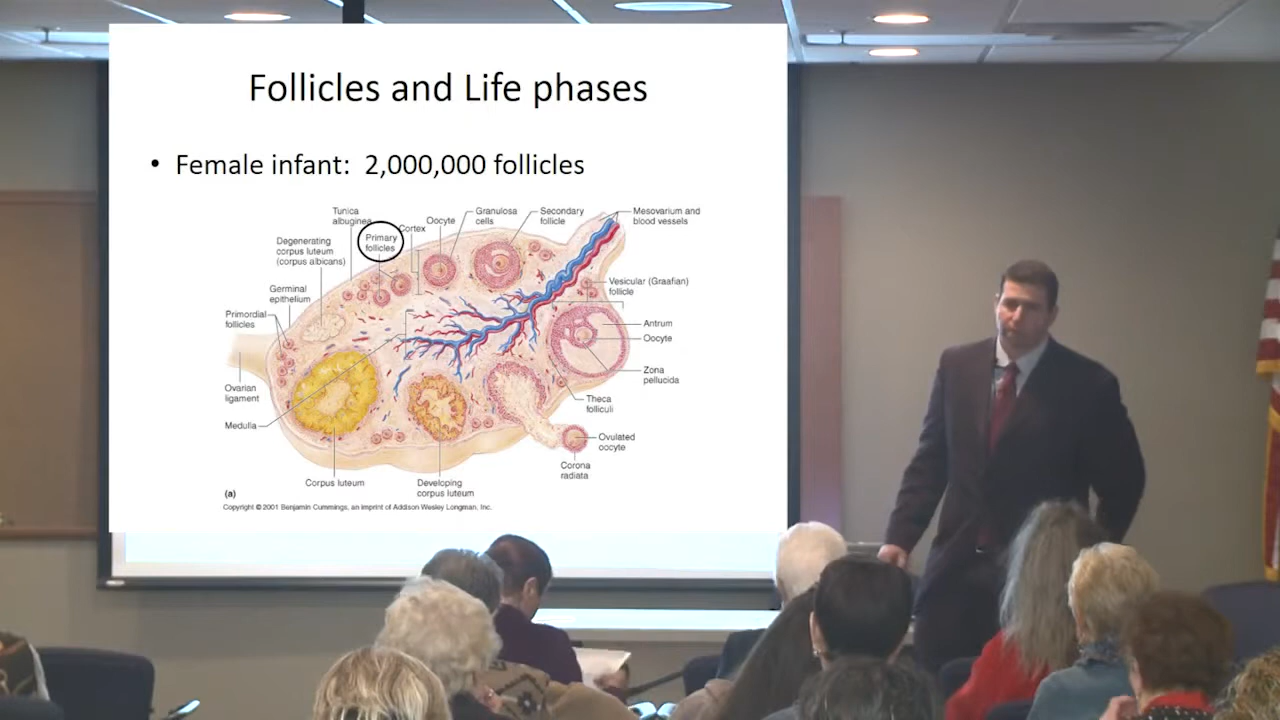 Follicles and Life phases
• Female infant: 2,000,000 follicles
Tunica
albuginea
Primary
follicles
Cortex
Oocyte
Granulosa
cells
Secondary
follicle
Mesovarium and
blood vessels
Degenerating
corpus luteum
(corpus albicans)
Germinal
epithelium
Primordial
follicles
Vesicular (Graafian)
follicle
Antrum
Oocyte
Zona
pellucida
Ovarian
ligament
Theca
folliculi
Medulla
Ovulated
oocyte
Corona
radiata
Corpus luteum
Developing
corpus luteum
(a)
Copyright © 2001 Benjamin Cummings, an imprint of Addison Wesley Longman, Inc.